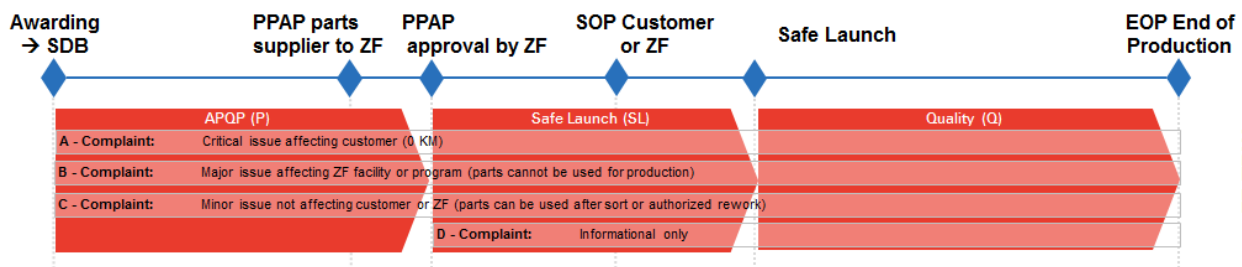 Awarding
→ SDB
PPAP parts
supplier to ZF
PPAP
approval by ZF
SOP Customer
or ZF
Safe Launch
EOP End of
Production
APQP (P)
Safe Launch (SL)
Quality (Q)
A - Complaint: Critical issue affecting customer (0 KM)
B - Complaint: Major issue affecting ZF facility or program (parts cannot be used for production)
C - Complaint: Minor issue not affecting customer or ZF (parts can be used after sort or authorized rework)
D - Complaint: Informational only